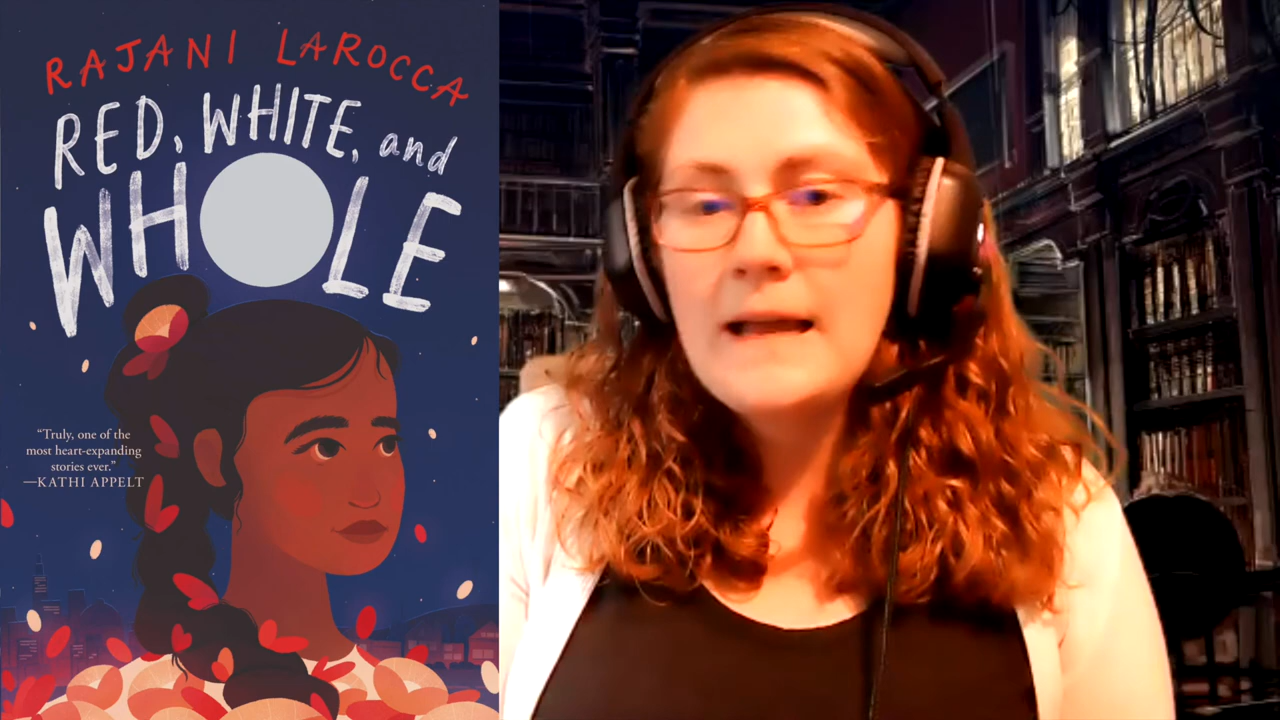 RAJANI LAROCCA
RED, WHITE, and
WHOLE
“Truly, one of the
most heart-expanding
stories ever.”
—KATHI APPELT